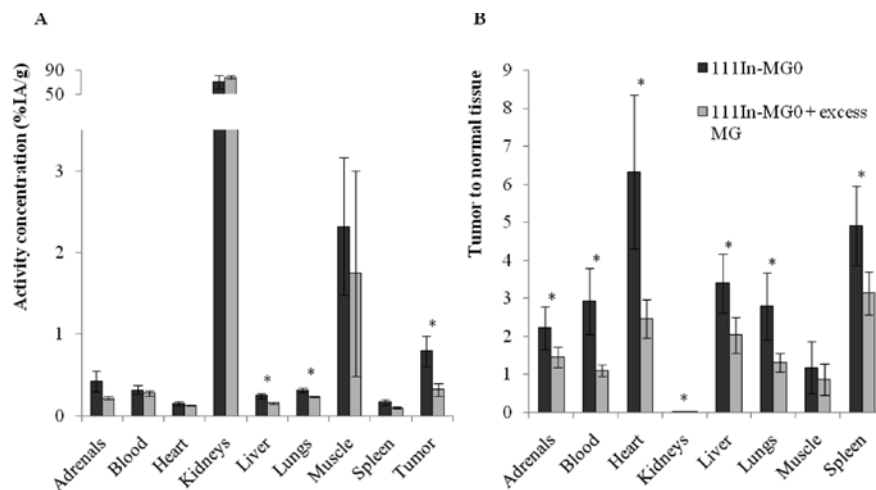 A
B
Activity concentration (%IA/g)
90
50
3
2
1
0
Adrenals
Blood
Heart
Kidneys
Liver
Lungs
Muscle
Spleen
Tumor
*
*
*
Tumor to normal tissue
9
8
7
6
5
4
3
2
1
0
111In-MG0
111In-MG0 + excess
MG
*
*
*
*
*
*
*
Adrenals
Blood
Heart
Kidneys
Liver
Lungs
Muscle
Spleen